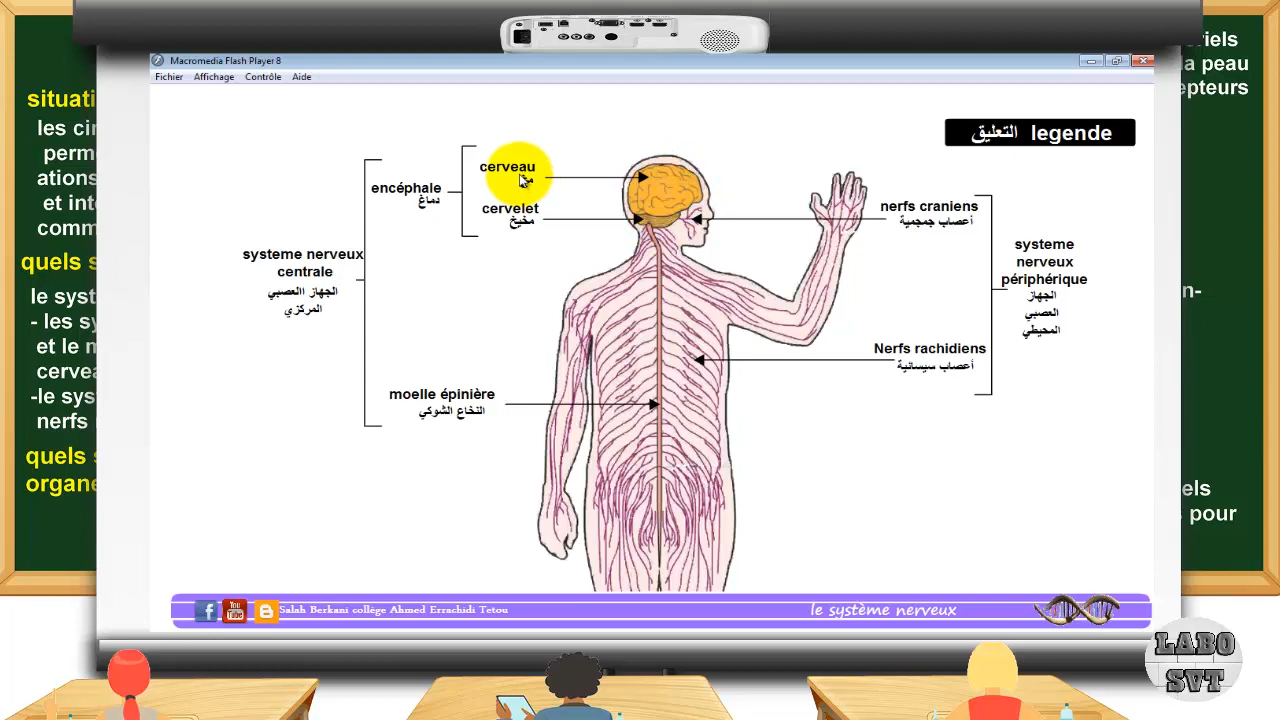 riels
a peau
epteurs
situati
les cir
perm
ations
et inte
comm
quels s
le syst
- les sy
et le m
cervea
-le sys
nerfs
quels s
organe
n-
els
s pour
Macromedia Flash Player 8
Fichier Affichage Contrôle Aide
التعليق legende
cerveau
encéphale
دماغ
cervelet
مخيخ
systeme nerveux
centrale
الجهاز االعصبي
المركزي
moelle épinière
النخاع الشوكي
nerfs craniens
أعصاب جمجمية
systeme
nerveux
périphérique
الجهاز
العصبي
المحيطي
Nerfs rachidiens
أعصاب سيسائية
You
Tube
Salah Berkani collège Ahmed Errachidi Tetou
le système nerveux
LABO
SVT